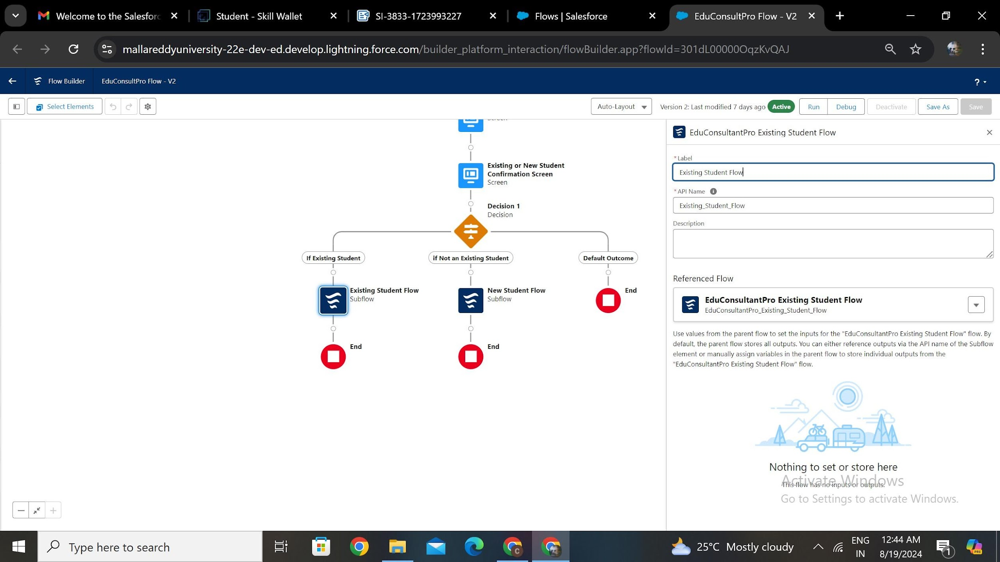 Welcome to the Salesforc
Student - Skill Wallet
SI-3833-1723993227
Flows | Salesforce
EduConsultPro Flow - V2
mallareddyuniversity-22e-dev-ed.develop.lightning.force.com/builder_platform_interaction/flowBuilder.app?flowId=301dL00000OqzKvQAJ
Flow Builder
EduConsultPro Flow - V2
?
Select Elements
Auto-Layout
Version 2: Last modified 7 days ago
Active
Run
Debug
Deactivate
Save As
Save
Screen
Existing or New Student
Confirmation Screen
Screen
Decision 1
Decision
If Existing Student
if Not an Existing Student
Default Outcome
Existing Student Flow
Subflow
New Student Flow
Subflow
End
End
End
EduConsultantPro Existing Student Flow
* Label
Existing Student Flow
* API Name
Existing_Student_Flow
Description
Referenced Flow
EduConsultantPro Existing Student Flow
EduConsultantPro_Existing_Student_Flow
Use values from the parent flow to set the inputs for the "EduConsultantPro Existing Student Flow" flow. By
default, the parent flow stores all outputs. You can either reference outputs via the API name of the Subflow
element or manually assign variables in the parent flow to store individual outputs from the
"EduConsultantPro Existing Student Flow" flow.
Nothing to set or store here
This flow has no inputs or outputs.
Activate Windows
Go to Settings to activate Windows.
Type here to search
C
25°C Mostly cloudy
ENG
IN
12:44 AM
8/19/2024
1
PRE